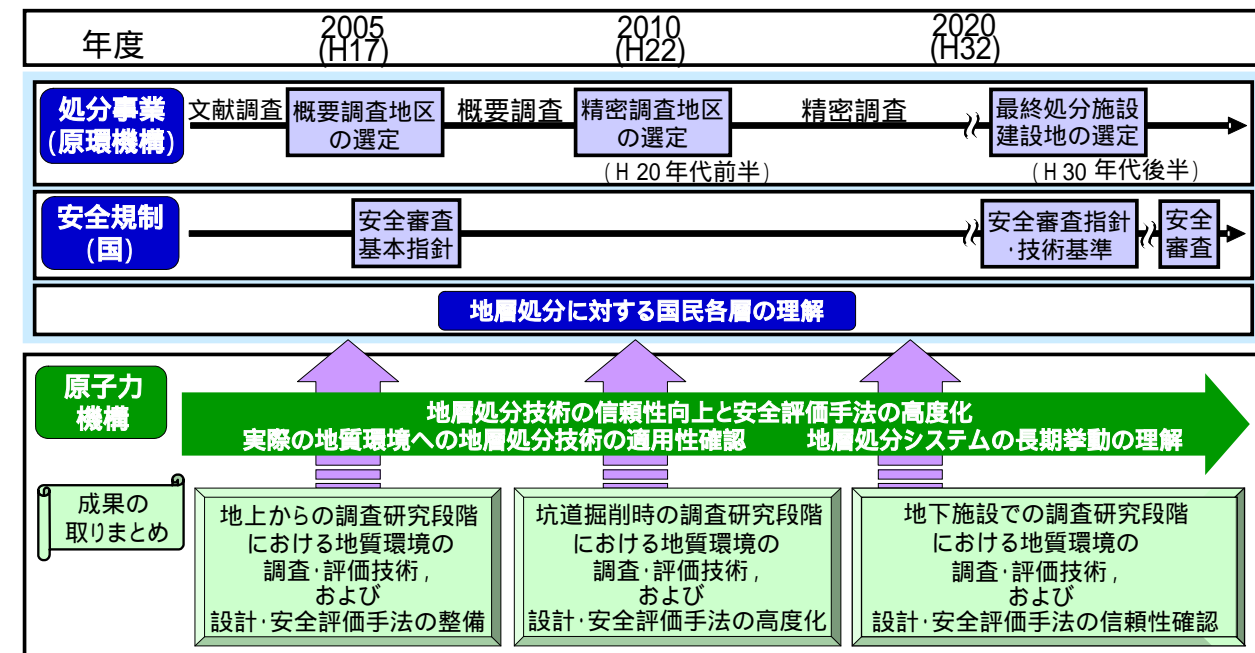 年度
2005
(H17)
2010
(H22)
2020
(H32)
処分事業
(原環機構)
文献調査
概要調査地区
の選定
概要調査
精密調査地区
の選定
(H 20 年代前半)
精密調査
最終処分施設
建設地の選定
(H 30 年代後半)
安全規制
(国)
安全審査
基本指針
安全審査指針
・技術基準
安全
審査
地層処分に対する国民各層の理解
原子力
機構
地層処分技術の信頼性向上と安全評価手法の高度化
実際の地質環境への地層処分技術の適用性確認 地層処分システムの長期挙動の理解
成果の
取りまとめ
地上からの調査研究段階
における地質環境の
調査・評価技術,
および
設計・安全評価手法の整備
坑道掘削時の調査研究段階
における地質環境の
調査・評価技術,
および
設計・安全評価手法の高度化
地下施設での調査研究段階
における地質環境の
調査・評価技術,
および
設計・安全評価手法の信頼性確認